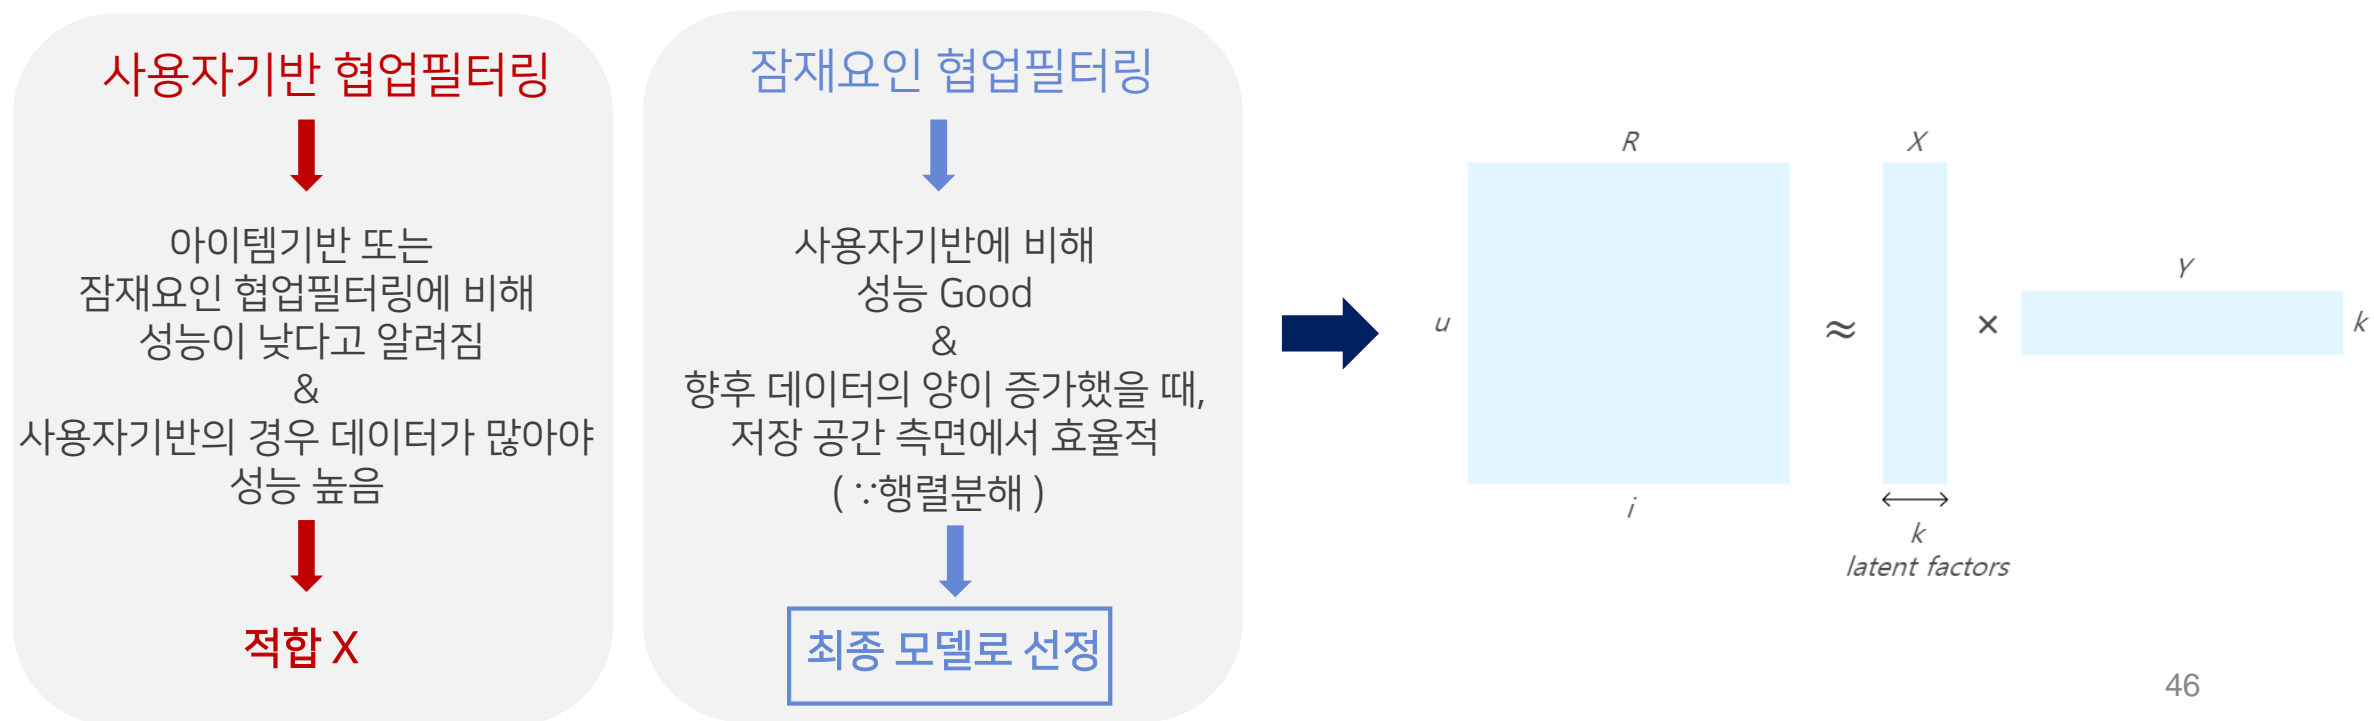 사용자기반 협업필터링
아이템기반 또는
잠재요인 협업필터링에 비해
성능이 낮다고 알려짐
&
사용자기반의 경우 데이터가 많아야
성능 높음
적합 X
잠재요인 협업필터링
사용자기반에 비해
성능 Good
&
향후 데이터의 양이 증가했을 때,
저장 공간 측면에서 효율적
( ∵행렬분해 )
최종 모델로 선정
R
u
i
≈
X
k
latent factors
×
Y
k
46